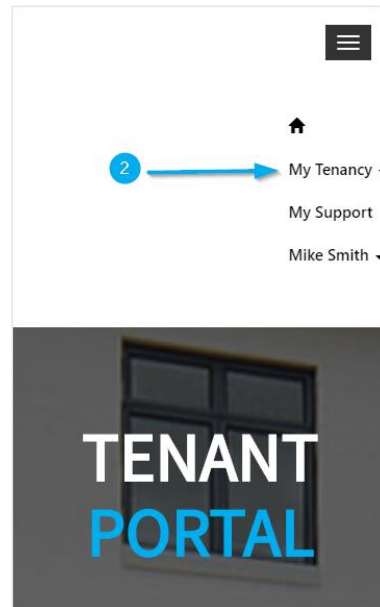 2
My Tenancy
My Support
Mike Smith
TENANT
PORTAL